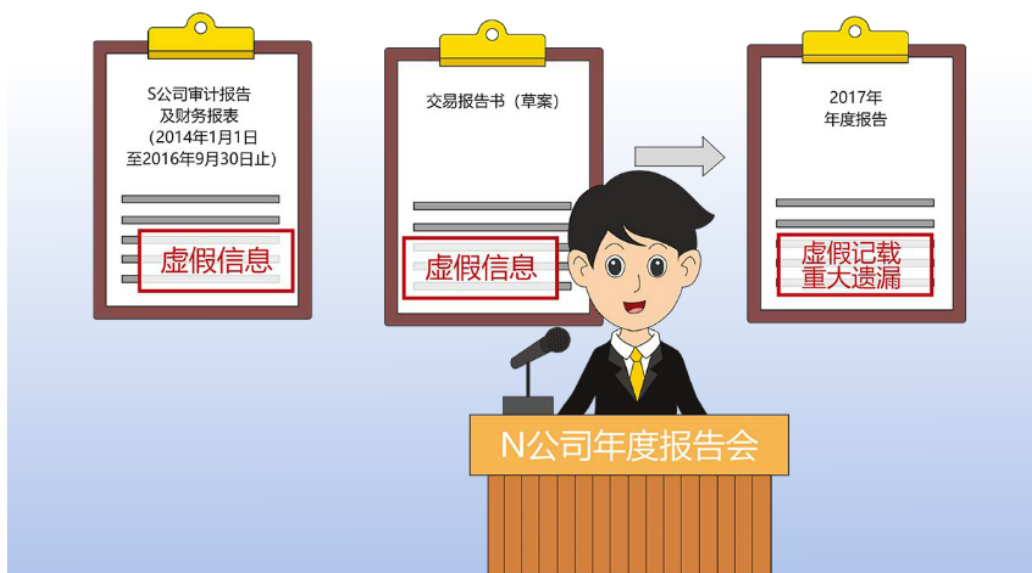 S公司审计报告
及财务报表
(2014年1月1日
至2016年9月30日止)
虚假信息
交易报告书（草案）
虚假信息
2017年
年度报告
虚假记载
重大遗漏
N公司年度报告会